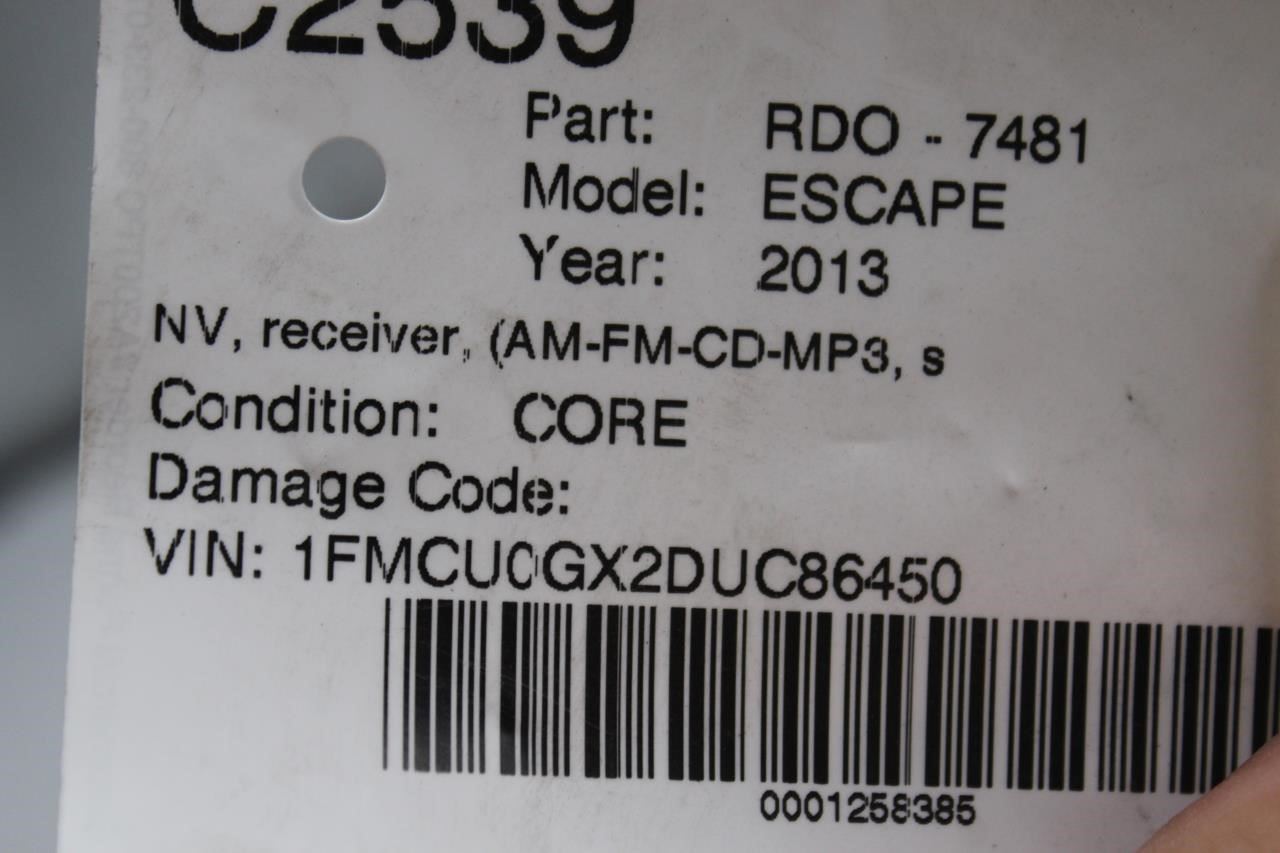 C2539
Part: RDO - 7481
Model: ESCAPE
Year: 2013
NV, receiver, (AM-FM-CD-MP3, s
Condition: CORE
Damage Code:
VIN: 1FMCU0GX2DUC86450
0001258385